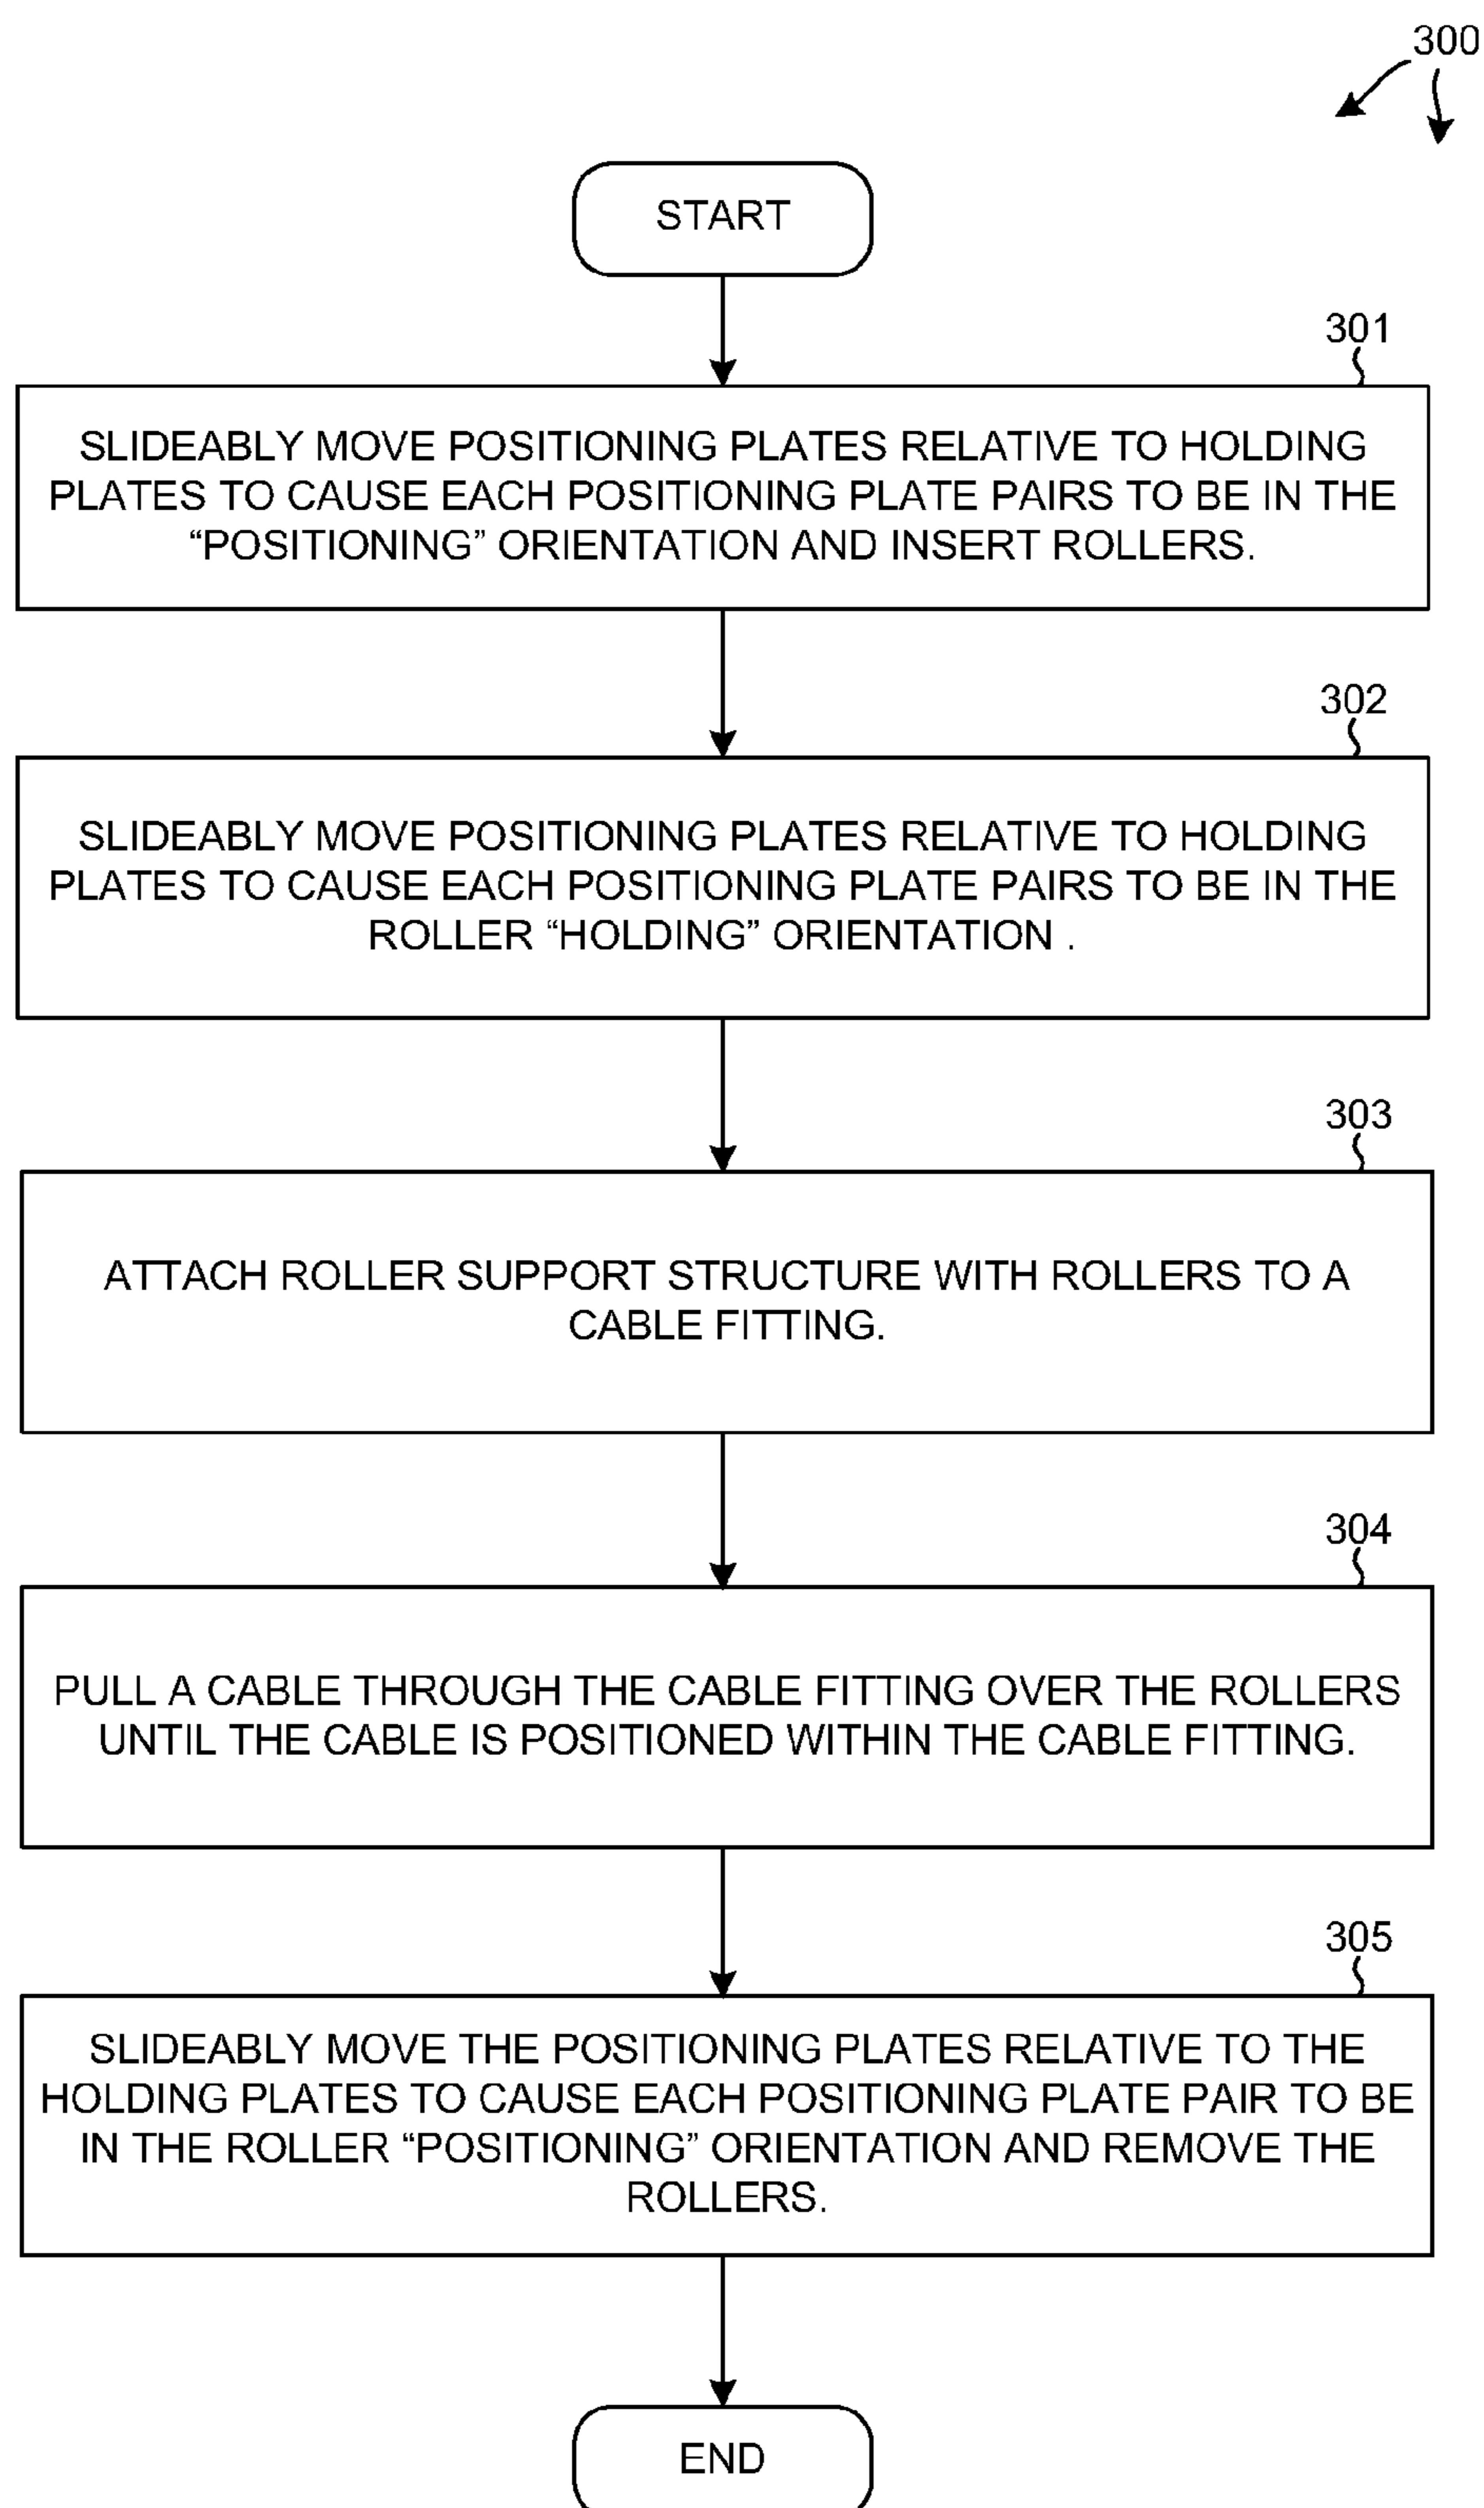 300
START
301
SLIDEABLY MOVE POSITIONING PLATES RELATIVE TO HOLDING
PLATES TO CAUSE EACH POSITIONING PLATE PAIRS TO BE IN THE
“POSITIONING” ORIENTATION AND INSERT ROLLERS.
302
SLIDEABLY MOVE POSITIONING PLATES RELATIVE TO HOLDING
PLATES TO CAUSE EACH POSITIONING PLATE PAIRS TO BE IN THE
ROLLER “HOLDING” ORIENTATION .
303
ATTACH ROLLER SUPPORT STRUCTURE WITH ROLLERS TO A
CABLE FITTING.
304
PULL A CABLE THROUGH THE CABLE FITTING OVER THE ROLLERS
UNTIL THE CABLE IS POSITIONED WITHIN THE CABLE FITTING.
305
SLIDEABLY MOVE THE POSITIONING PLATES RELATIVE TO THE
HOLDING PLATES TO CAUSE EACH POSITIONING PLATE PAIR TO BE
IN THE ROLLER “POSITIONING” ORIENTATION AND REMOVE THE
ROLLERS.
END